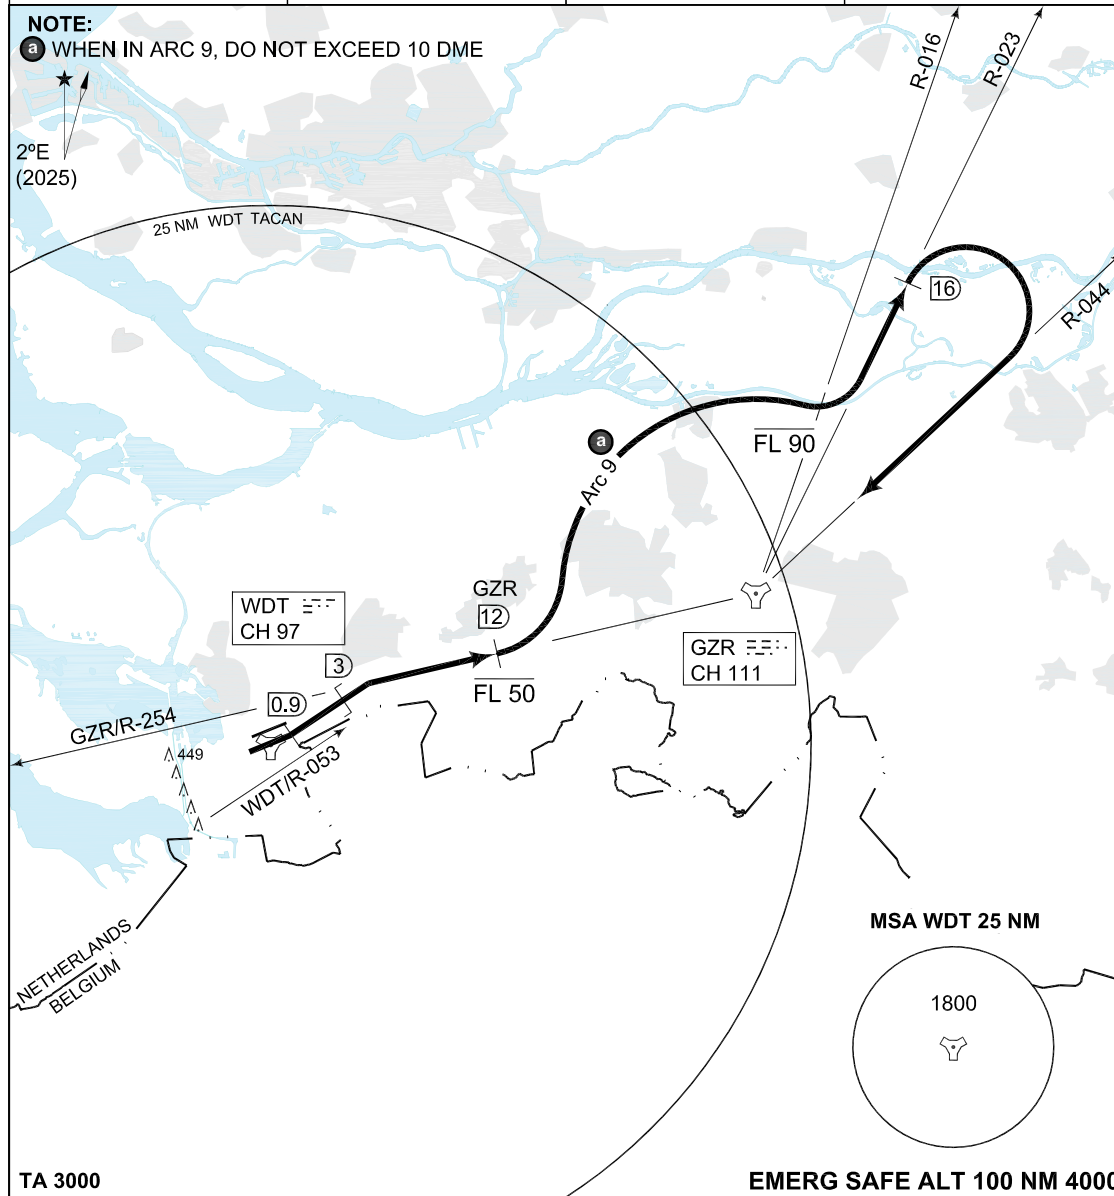 NOTE:
a WHEN IN ARC 9, DO NOT EXCEED 10 DME
R-016
R-023
2ºE
(2025)
25 NM WDT TACAN
16
R-044
a
FL 90
Arc 9
GZR
12
WDT
CH 97
GZR
CH 111
3
FL 50
0.9
GZR/R-254
449
WDT/R-053
NETHERLANDS
BELGIUM
MSA WDT 25 NM
1800
TA 3000
EMERG SAFE ALT 100 NM 4000